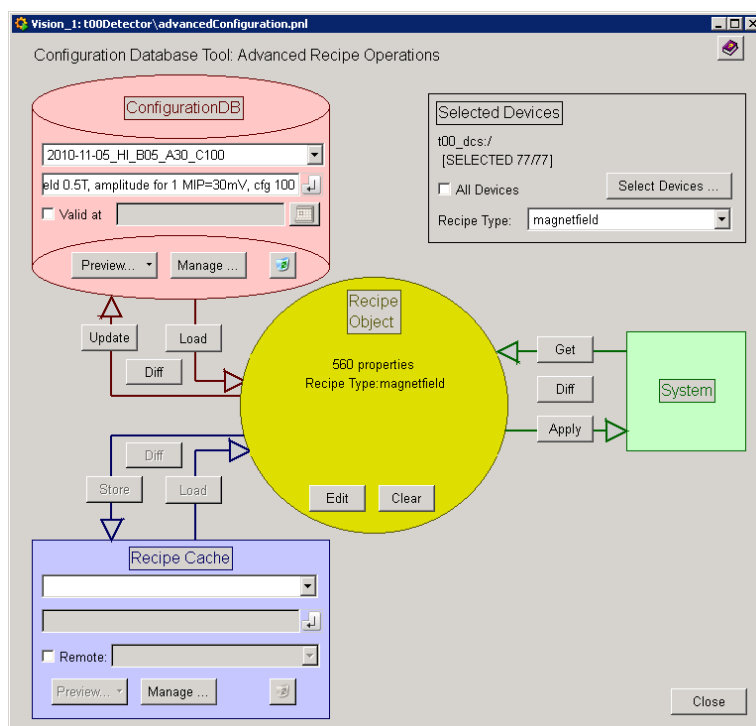 Vision_1: t00Detector\advancedConfiguration.pnl
Configuration Database Tool: Advanced Recipe Operations
ConfigurationDB
2010-11-05_HI_B05_A30_C100
eld 0.5T, amplitude for 1 MIP=30mV, cfg 100
Valid at
Preview...
Manage ...
Selected Devices
t00_dcs:/
[SELECTED 77/77]
All Devices
Select Devices ...
Recipe Type:
magnetfield
Update
Load
Diff
Recipe
Object
560 properties
Recipe Type:magnetfield
Edit
Clear
Get
Diff
Apply
System
Diff
Store
Load
Recipe Cache
Remote:
Preview...
Manage ...
Close